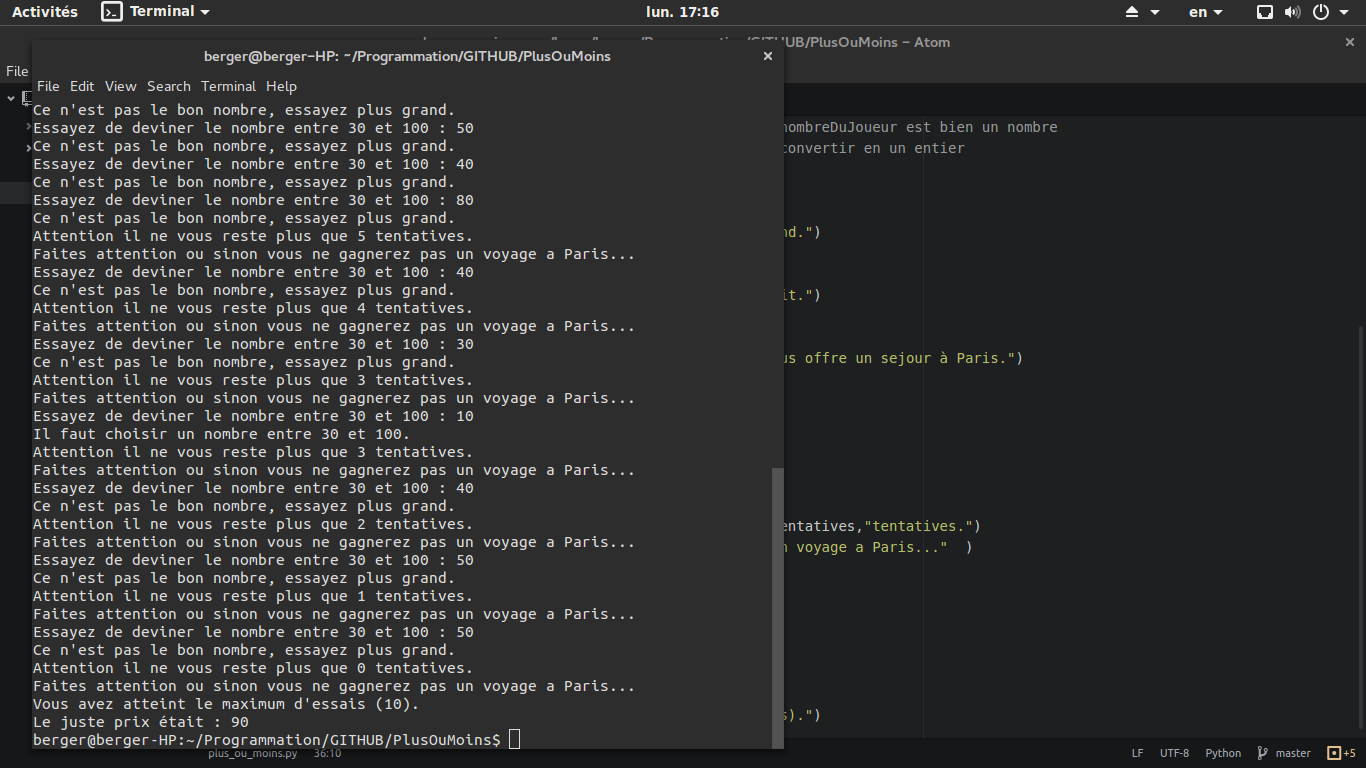 Activités Terminal lun. 17:16 en
berger@berger-HP: ~/Programmation/GITHUB/PlusOuMoins
UB/PlusOuMoins – Atom
File
File Edit View Search Terminal Help
Ce n'est pas le bon nombre, essayez plus grand.
Essayez de deviner le nombre entre 30 et 100 : 50
Ce n'est pas le bon nombre, essayez plus grand.
Essayez de deviner le nombre entre 30 et 100 : 40
Ce n'est pas le bon nombre, essayez plus grand.
Essayez de deviner le nombre entre 30 et 100 : 80
Ce n'est pas le bon nombre, essayez plus grand.
Attention il ne vous reste plus que 5 tentatives.
Faites attention ou sinon vous ne gagnerez pas un voyage a Paris...
Essayez de deviner le nombre entre 30 et 100 : 40
Ce n'est pas le bon nombre, essayez plus grand.
Attention il ne vous reste plus que 4 tentatives.
Faites attention ou sinon vous ne gagnerez pas un voyage a Paris...
Essayez de deviner le nombre entre 30 et 100 : 30
Ce n'est pas le bon nombre, essayez plus grand.
Attention il ne vous reste plus que 3 tentatives.
Faites attention ou sinon vous ne gagnerez pas un voyage a Paris...
Essayez de deviner le nombre entre 30 et 100 : 10
Il faut choisir un nombre entre 30 et 100.
Attention il ne vous reste plus que 3 tentatives.
Faites attention ou sinon vous ne gagnerez pas un voyage a Paris...
Essayez de deviner le nombre entre 30 et 100 : 40
Ce n'est pas le bon nombre, essayez plus grand.
Attention il ne vous reste plus que 2 tentatives.
Faites attention ou sinon vous ne gagnerez pas un voyage a Paris...
Essayez de deviner le nombre entre 30 et 100 : 50
Ce n'est pas le bon nombre, essayez plus grand.
Attention il ne vous reste plus que 1 tentatives.
Faites attention ou sinon vous ne gagnerez pas un voyage a Paris...
Essayez de deviner le nombre entre 30 et 100 : 50
Ce n'est pas le bon nombre, essayez plus grand.
Attention il ne vous reste plus que 0 tentatives.
Faites attention ou sinon vous ne gagnerez pas un voyage a Paris...
Vous avez atteint le maximum d'essais (10).
Le juste prix était : 90
berger@berger-HP:~/Programmation/GITHUB/PlusOuMoins$
nombreDuJoueur est bien un nombre
convertir en un entier
nd.")
it.")
us offre un sejour à Paris.")
entatives,"tentatives.")
n voyage a Paris..." )
s).")
plus_ou_moins.py 36:10 LF UTF-8 Python master +5